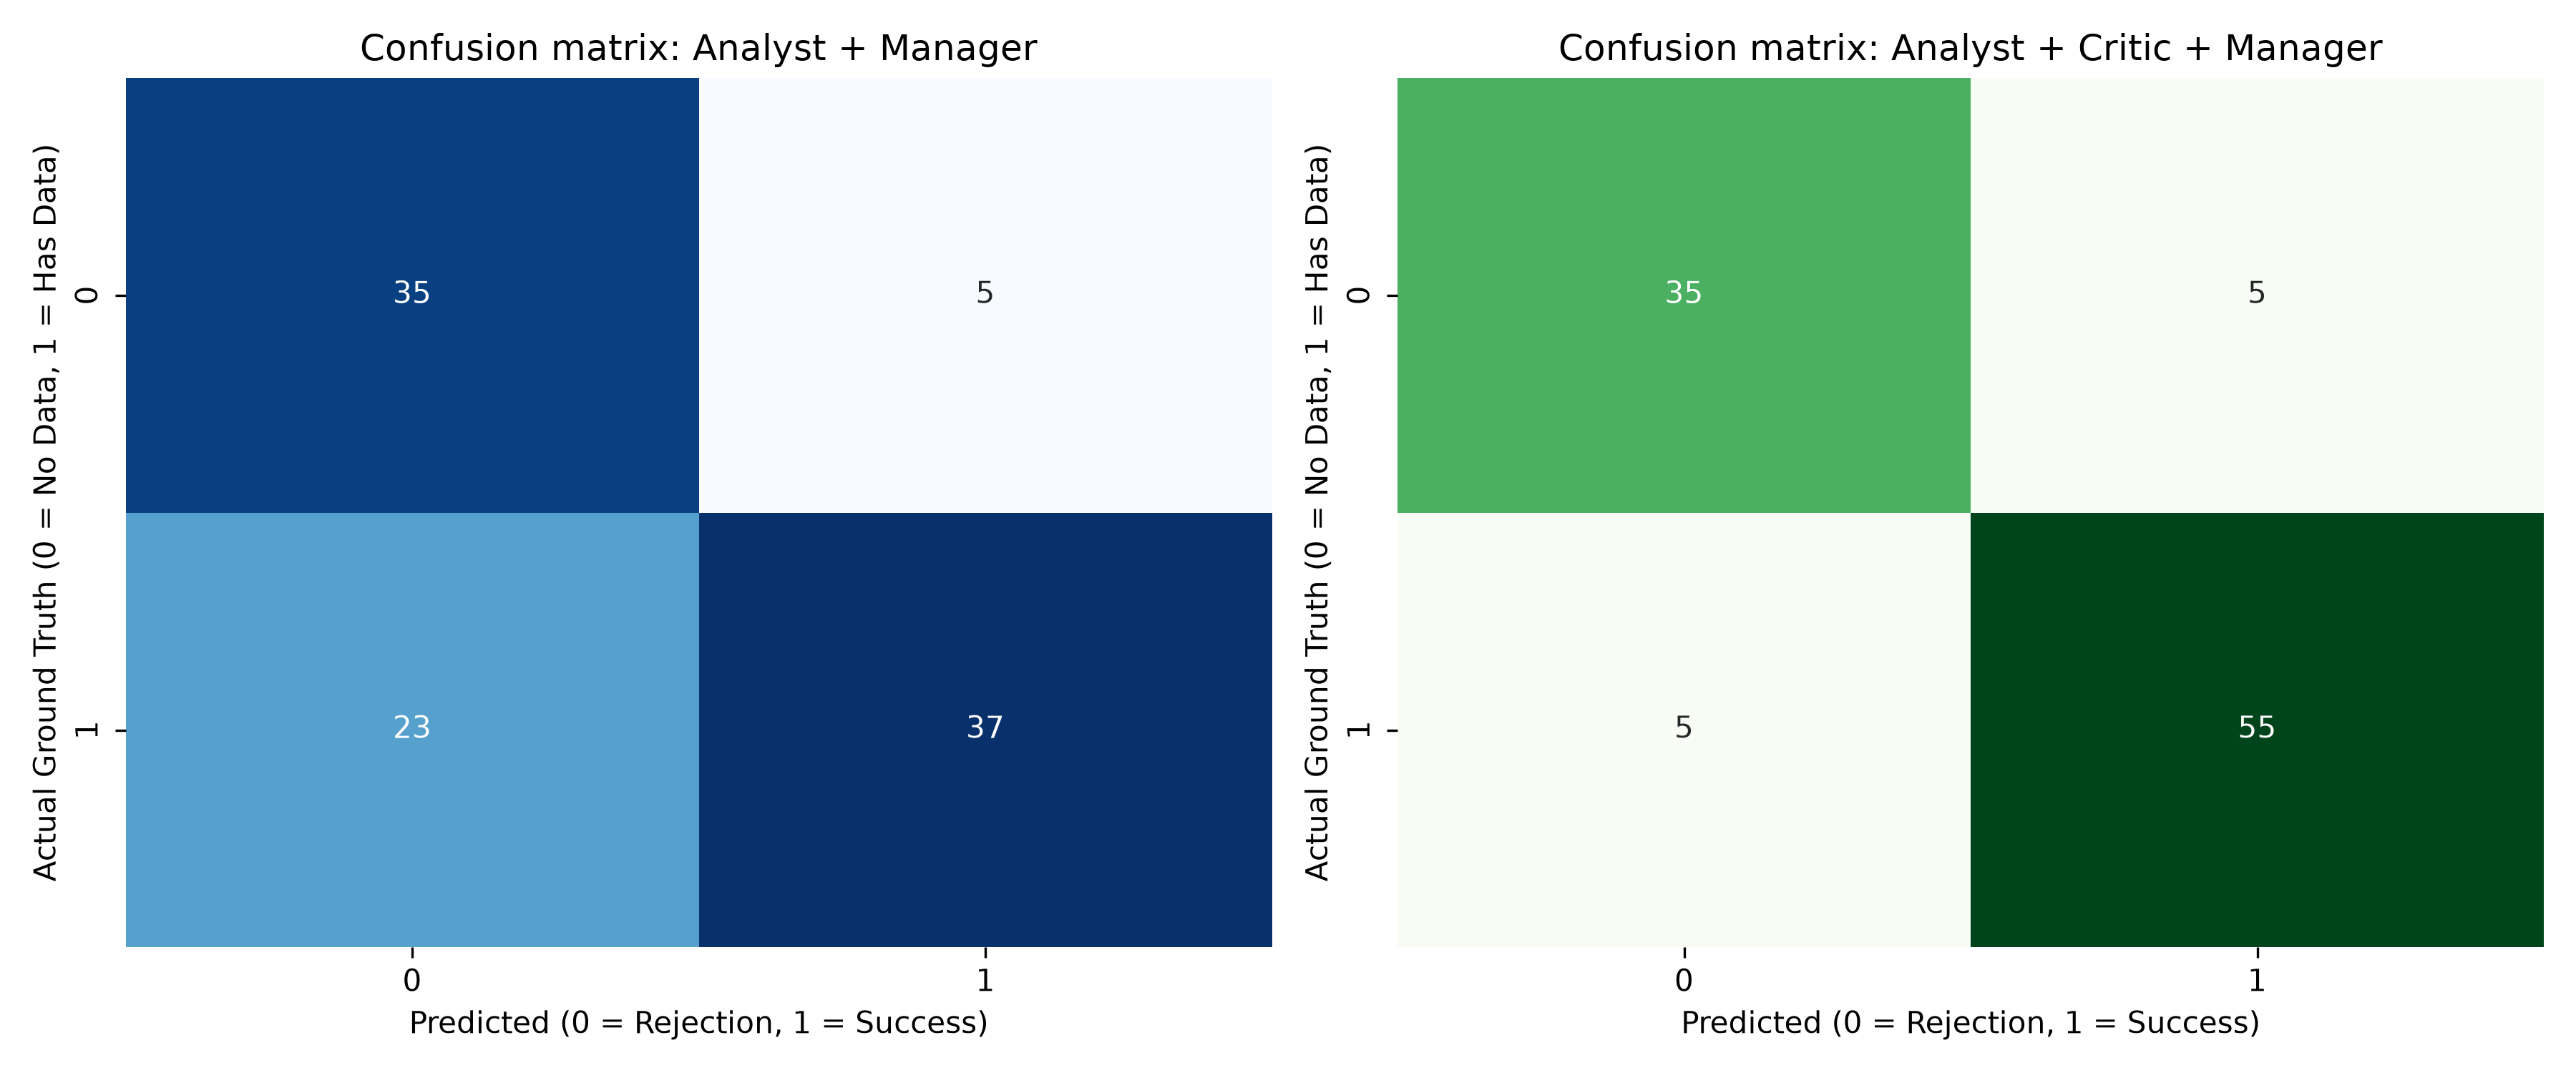 Confusion matrix: Analyst + Manager
Actual Ground Truth (0 = No Data, 1 = Has Data)
0
35
5
1
23
37
0
1
Predicted (0 = Rejection, 1 = Success)
Confusion matrix: Analyst + Critic + Manager
Actual Ground Truth (0 = No Data, 1 = Has Data)
0
35
5
1
5
55
0
1
Predicted (0 = Rejection, 1 = Success)